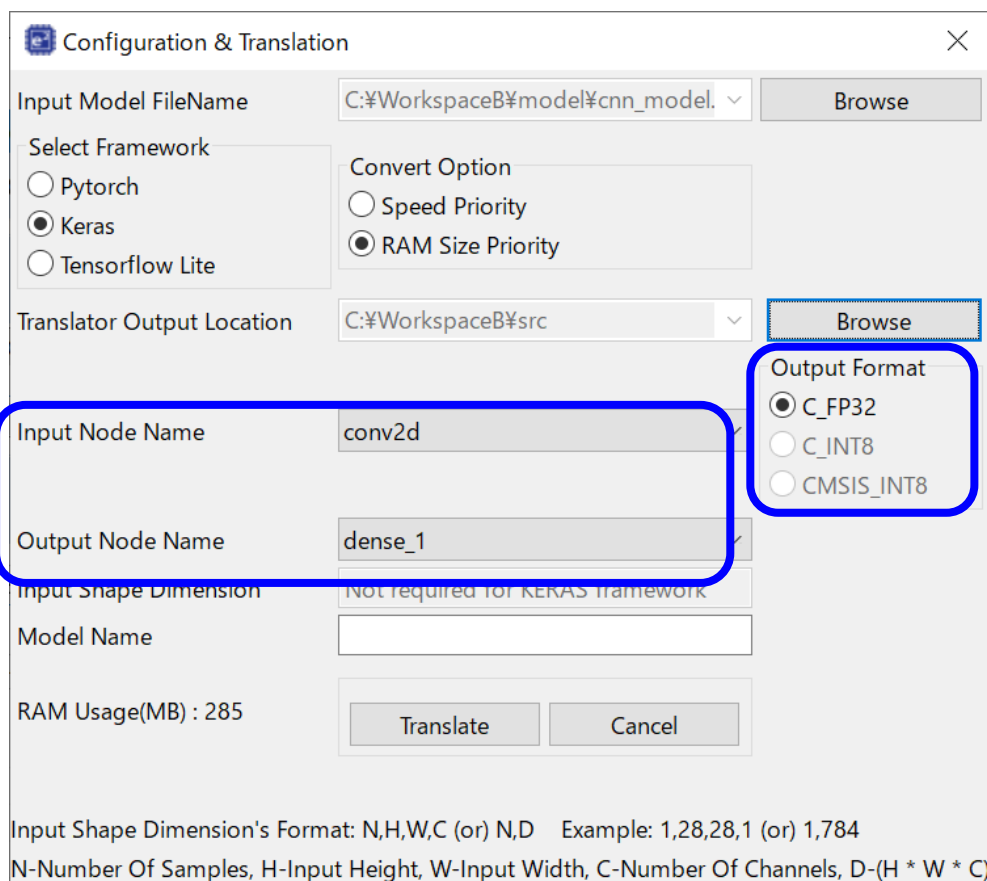 Configuration & Translation
Input Model FileName
C:¥WorkspaceB¥model¥cnn_model.
Browse
Select Framework
Pytorch
Keras
Tensorflow Lite
Convert Option
Speed Priority
RAM Size Priority
Translator Output Location
C:¥WorkspaceB¥src
Browse
Output Format
C_FP32
C_INT8
CMSIS_INT8
Input Node Name
conv2d
Output Node Name
dense_1
Input Shape Dimension
Not required for KERAS framework
Model Name
RAM Usage(MB) : 285
Translate
Cancel
Input Shape Dimension's Format: N,H,W,C (or) N,D Example: 1,28,28,1 (or) 1,784
N-Number Of Samples, H-Input Height, W-Input Width, C-Number Of Channels, D-(H * W * C)